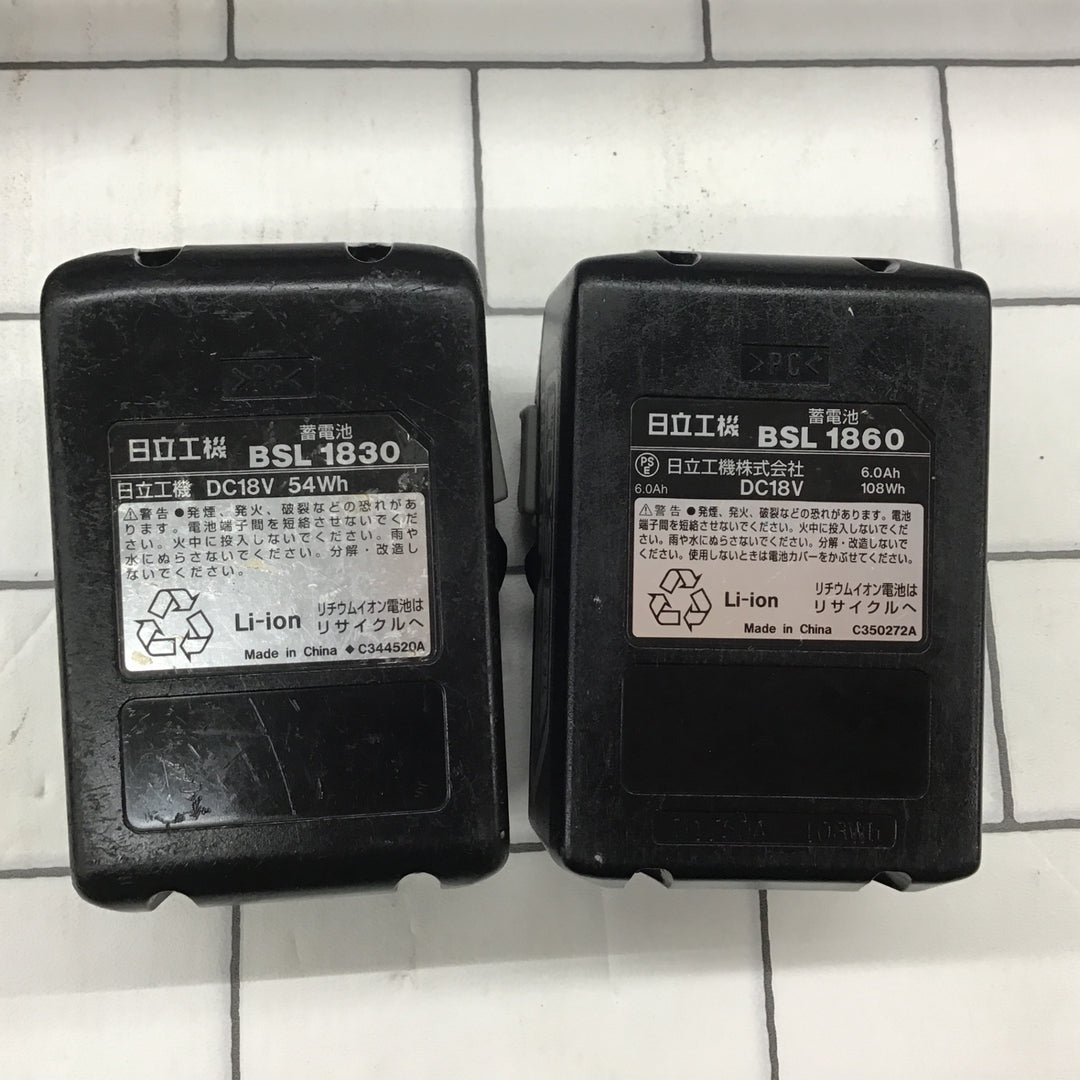 >PC<
日立工機
蓄電池
BSL 1830
日立工機 DC18V 54Wh
⚠警告 ●発煙、発火、破裂などの恐れがあ
ります。電池端子間を短絡させないでくだ
さい。火中に投入しないでください。雨や
水にぬらさないでください。分解・改造し
ないでください。
Li-ion
リチウムイオン電池は
リサイクルへ
Made in China ◆C344520A
>PC<
日立工機
蓄電池
BSL 1860
PS
E
日立工機株式会社
6.0Ah
6.0Ah
DC18V
108Wh
⚠警告 ●発煙、発火、破裂などの恐れがあります。電池
端子間を短絡させないでください。火中に投入しないでくだ
さい。雨や水にぬらさないでください。分解・改造しないで
ください。使用しないときは電池カバーをかぶせてください。
Li-ion
リチウムイオン電池は
リサイクルへ
Made in China C350272A